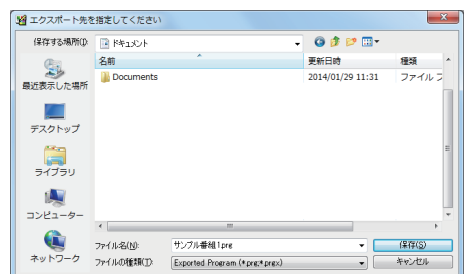 エクスポート先を指定してください
保存する場所(I): ドキュメント
名前 更新日時 種類
Documents 2014/01/29 11:31 ファイル フ
最近表示した場所
デスクトップ
ライブラリ
コンピューター
ネットワーク
ファイル名(N): サンプル番組1.prg 保存(S)
ファイルの種類(T): Exported Program (*.prg;*.prgx) キャンセル